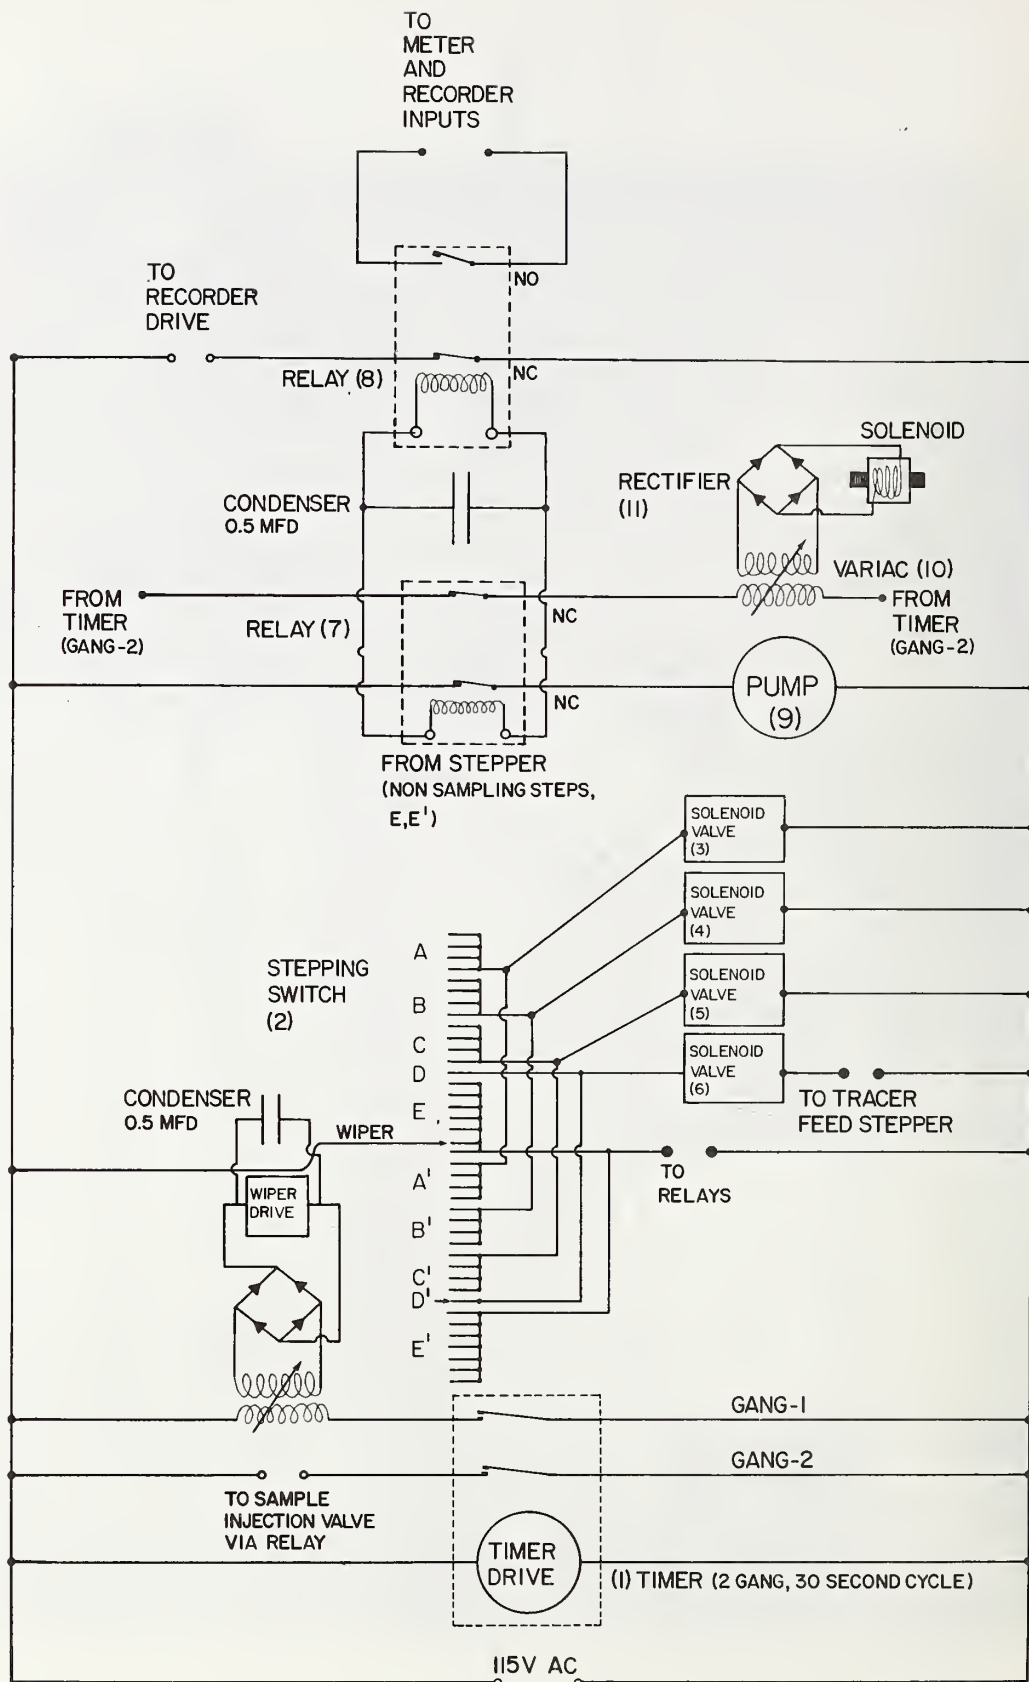 TO
METER
AND
RECORDER
INPUTS
NO
TO
RECORDER
DRIVE
RELAY (8)
NC
SOLENOID
RECTIFIER
(11)
CONDENSER
0.5 MFD
VARIAC (10)
FROM
TIMER
(GANG-2)
RELAY (7)
NC
FROM
TIMER
(GANG-2)
NC
PUMP
(9)
FROM STEPPER
(NON SAMPLING STEPS,
E,E')
SOLENOID
VALVE
(3)
SOLENOID
VALVE
(4)
SOLENOID
VALVE
(5)
SOLENOID
VALVE
(6)
STEPPING
SWITCH
(2)
A
B
C
D
E
A'
B'
C'
D'
E'
TO TRACER
FEED STEPPER
CONDENSER
0.5 MFD
WIPER
TO
RELAYS
WIPER
DRIVE
GANG-1
GANG-2
TO SAMPLE
INJECTION VALVE
VIA RELAY
TIMER
DRIVE
(1) TIMER (2 GANG, 30 SECOND CYCLE)
115V AC